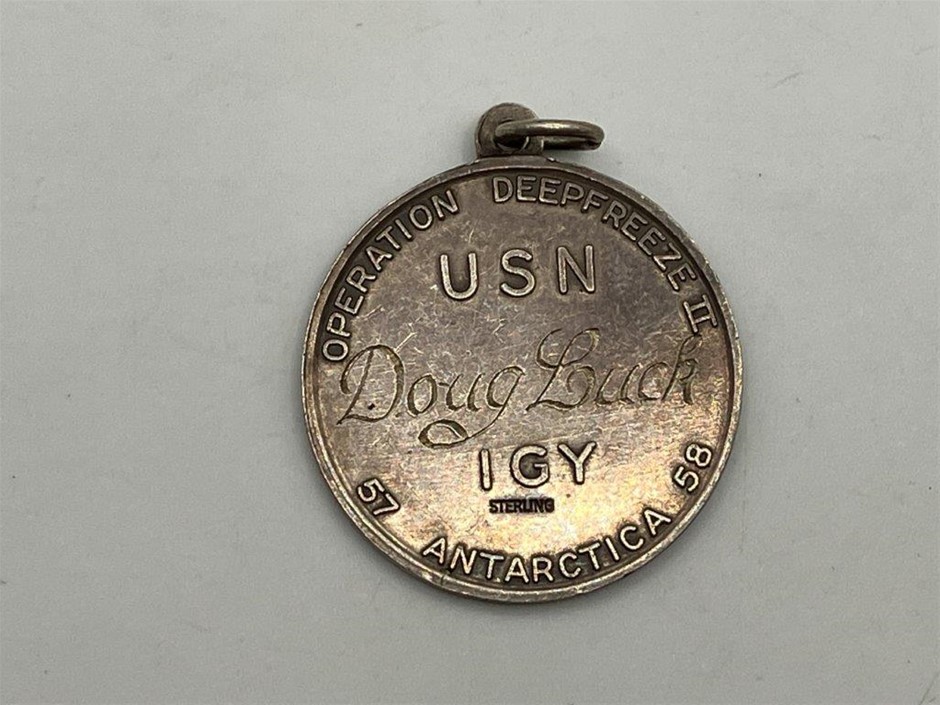 OPERATION DEEPFREEZE II
USN
Doug Luck
IGY
STERLING
57 ANTARCTICA 58